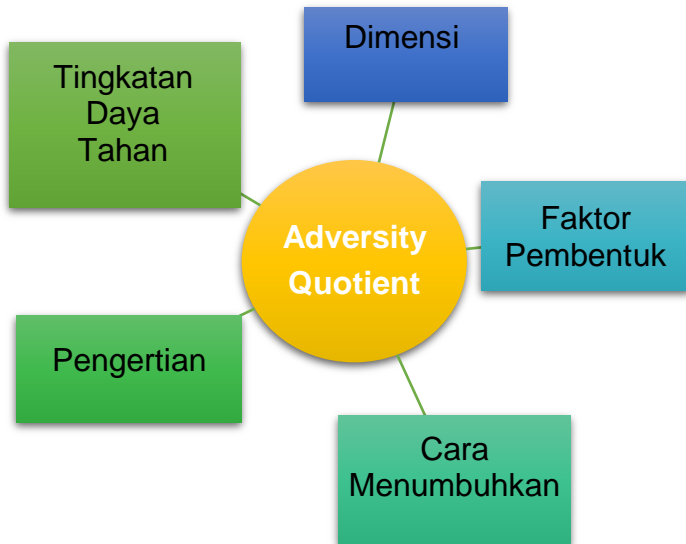 Dimensi
Tingkatan
Daya
Tahan
Adversity
Quotient
Faktor
Pembentuk
Pengertian
Cara
Menumbuhkan